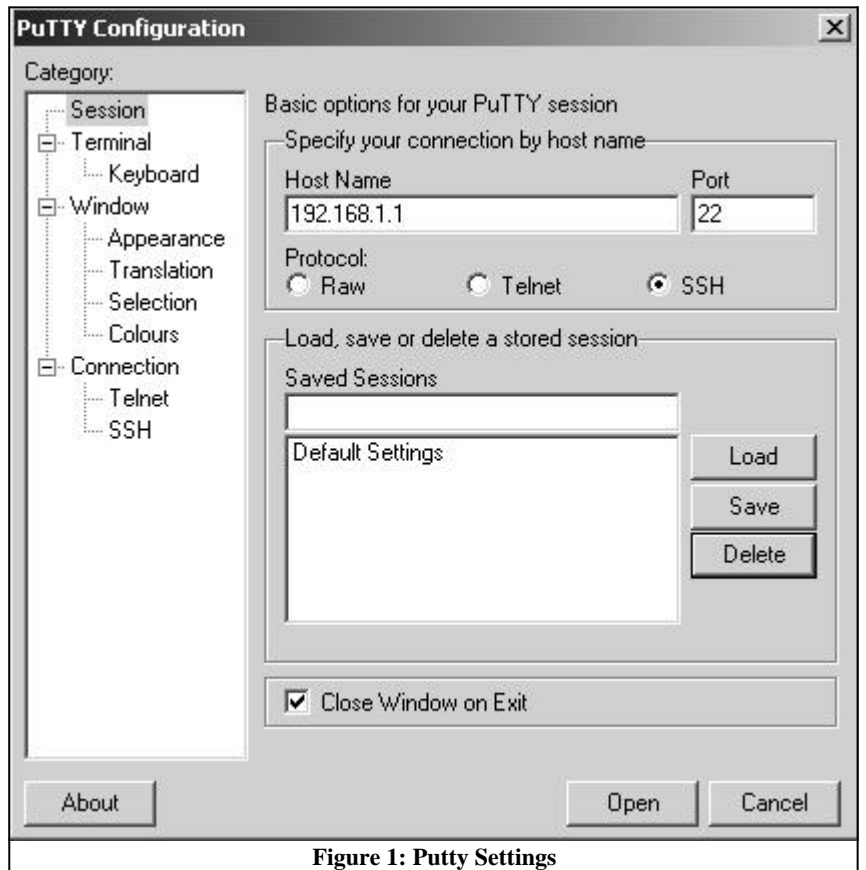 PuTTY Configuration
Category:
Session
Terminal
Keyboard
Window
Appearance
Translation
Selection
Colours
Connection
Telnet
SSH
Basic options for your PuTTY session
Specify your connection by host name
Host Name Port
192.168.1.1 22
Protocol:
Raw Telnet SSH
Load, save or delete a stored session
Saved Sessions
Default Settings
Load
Save
Delete
Close Window on Exit
About Open Cancel
Figure 1: Putty Settings